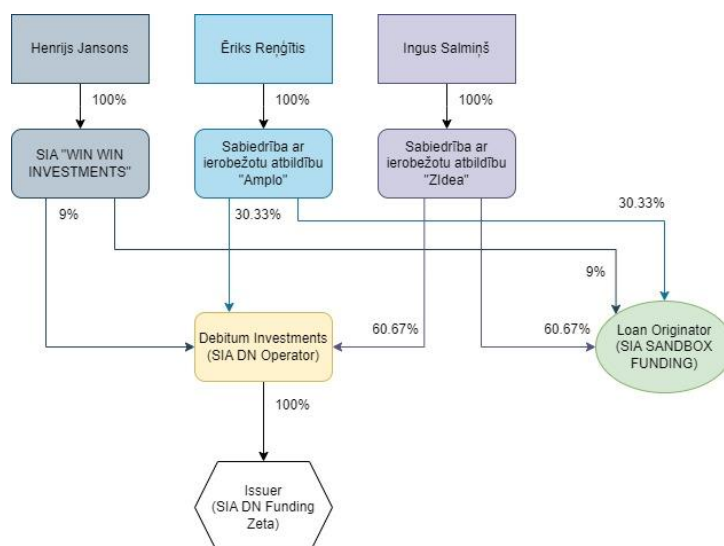 Henrijs Jansons
Ēriks Reņģītis
Ingus Salmiņš
100%
100%
100%
SIA "WIN WIN
INVESTMENTS"
Sabiedrība ar
ierobežotu atbildību
"Amplo"
Sabiedrība ar
ierobežotu atbildību
"ZIdea"
9%
30.33%
30.33%
9%
60.67%
60.67%
Debitum Investments
(SIA DN Operator)
Loan Originator
(SIA SANDBOX
FUNDING)
100%
Issuer
(SIA DN Funding
Zeta)